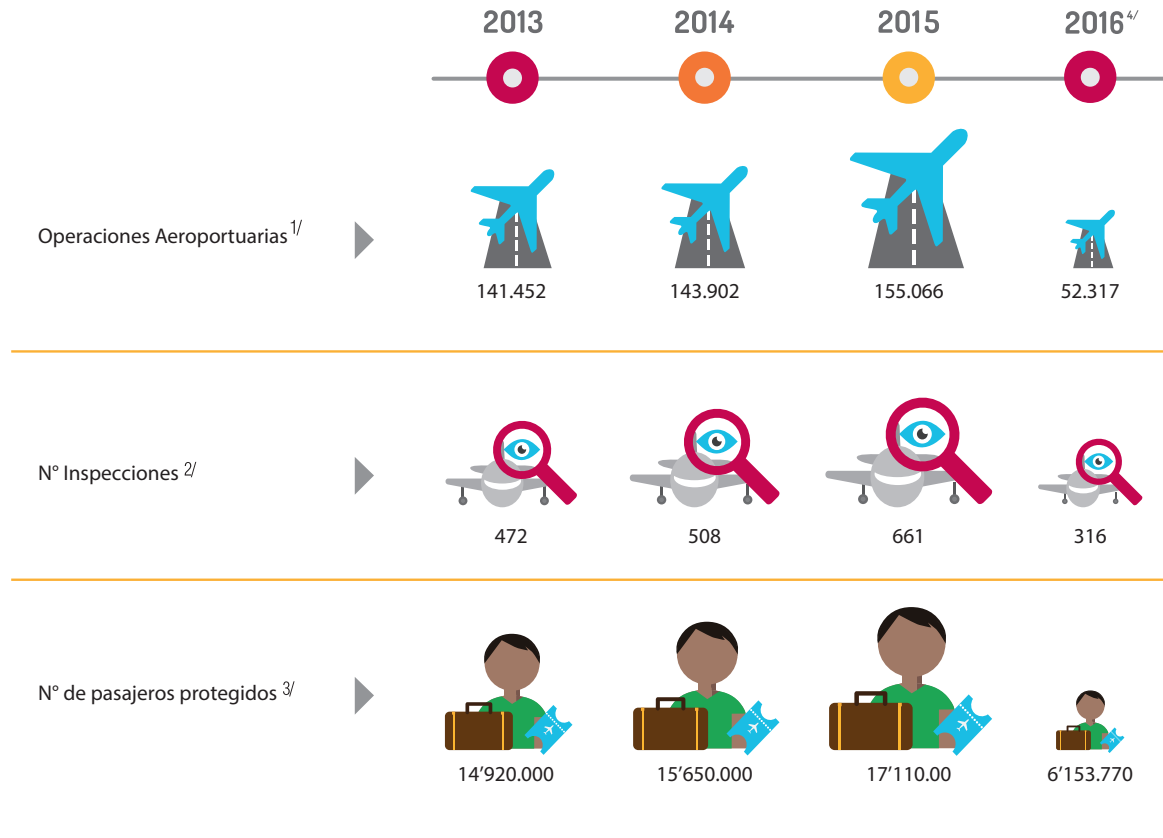 2013 2014 2015 2016 4/
Operaciones Aeroportuarias 1/
141.452 143.902 155.066 52.317
N° Inspecciones 2/
472 508 661 316
N° de pasajeros protegidos 3/
14’920.000 15’650.000 17’110.00 6’153.770